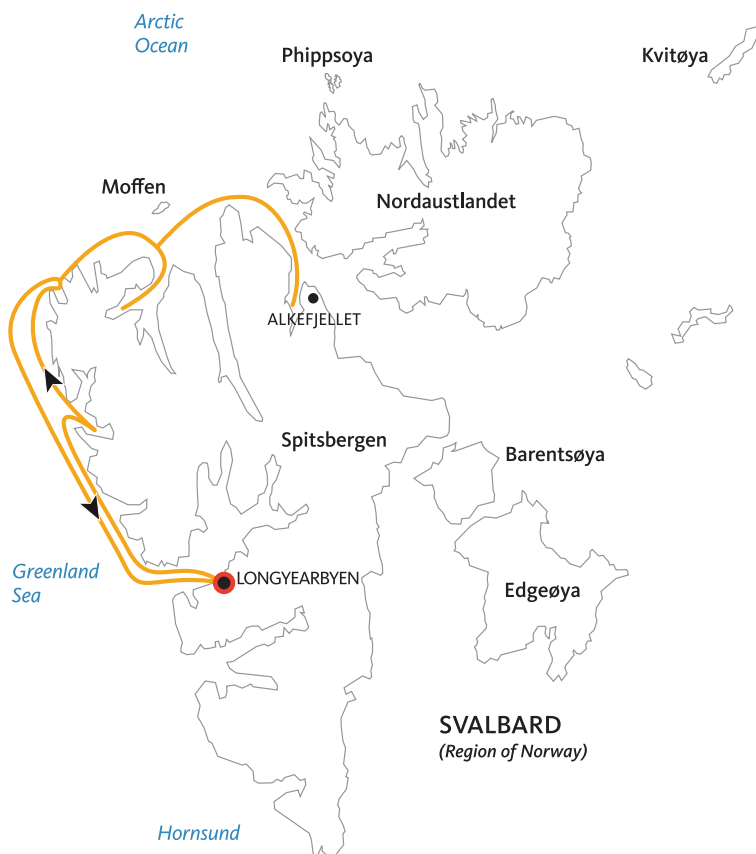 Arctic
Ocean
Phippsoya
Kvitøya
Moffen
Nordaustlandet
ALKEFJELLET
Spitsbergen
Barentsøya
Greenland
Sea
LONGYEARBYEN
Edgeøya
SVALBARD
(Region of Norway)
Hornsund